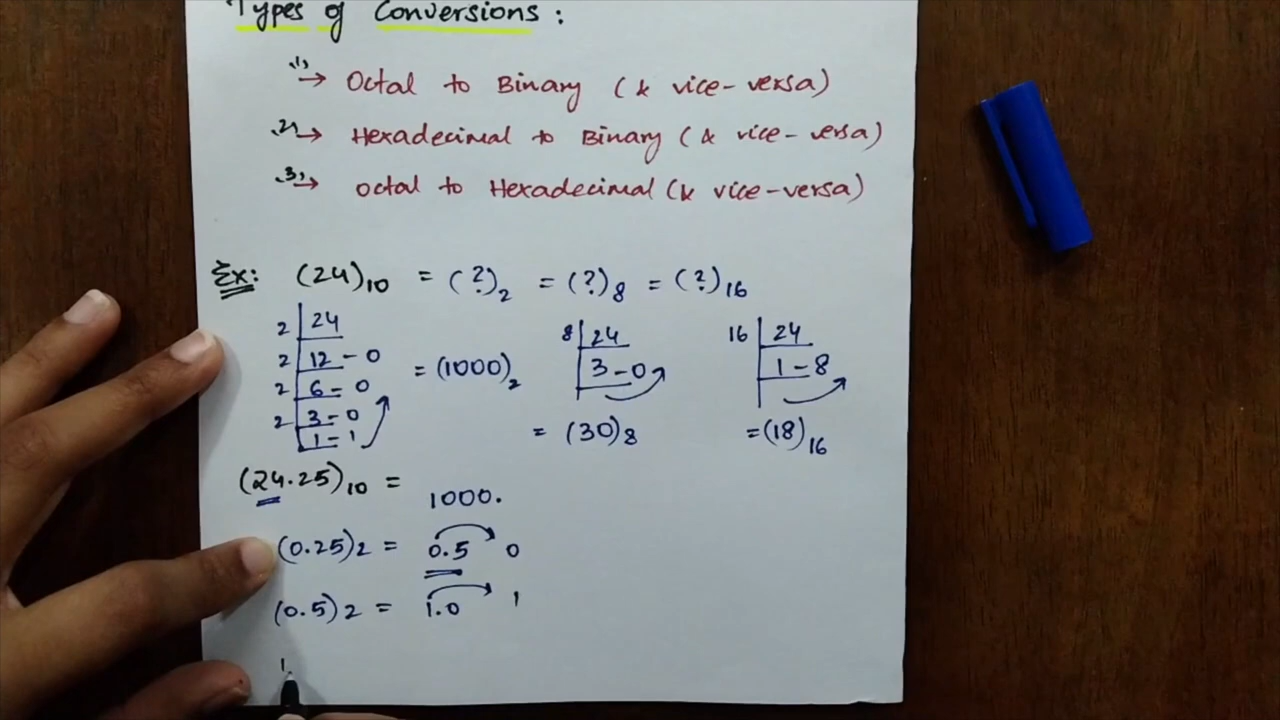 Types of Conversions :
1) → Octal to Binary (& vice-versa)
2) → Hexadecimal to Binary (& vice-versa)
3) → octal to Hexadecimal (& vice-versa)
Ex: (24)10 = (?)2 = (?)8 = (?)16
2 24
2 12 - 0
2 6 - 0
2 3 - 0
1 - 1
= (1000)2
8 24
3 - 0
= (30)8
16 24
1 - 8
= (18)16
(24.25)10 =
1000.
(0.25)2 = 0.5 0
(0.5)2 = 1.0 1
1.